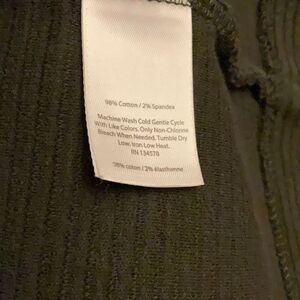 98% Cotton / 2% Spandex
Machine Wash Cold Gentle Cycle
With Like Colors. Only Non-Chlorine
Bleach When Needed. Tumble Dry
Low. Iron Low Heat.
RN 134578
98% coton / 2% élasthanne